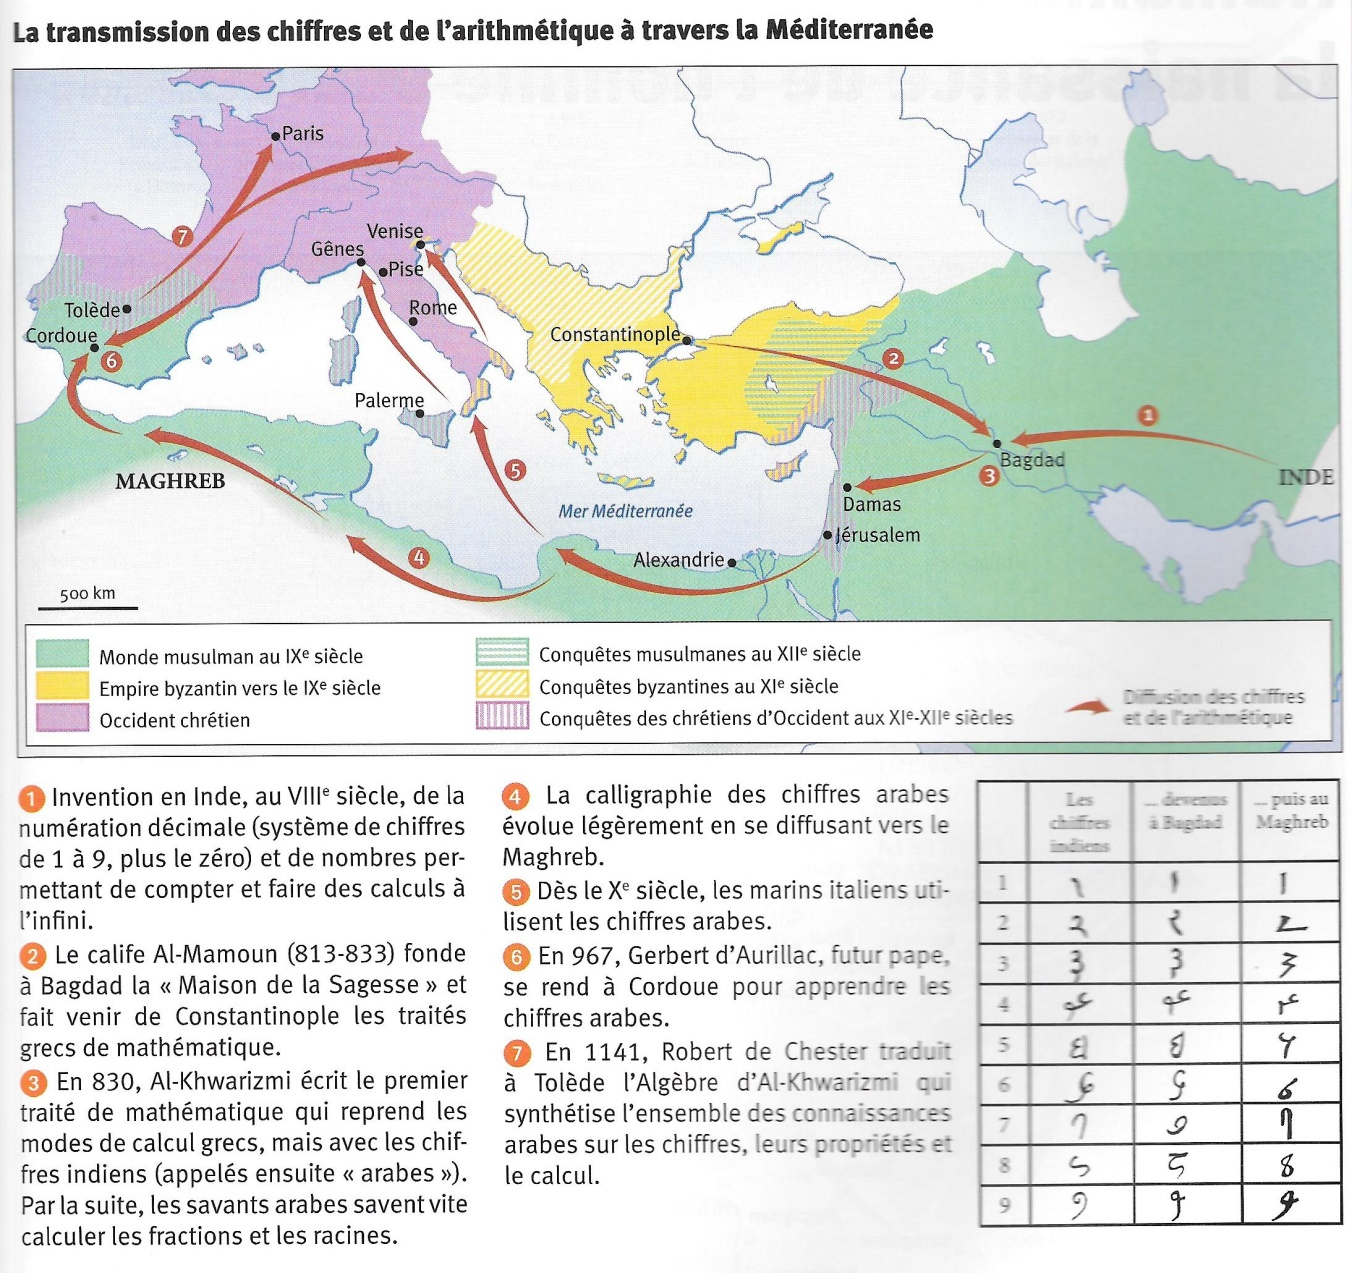 La transmission des chiffres et de l'arithmétique à travers la Méditerranée
Paris
7
Venise
Gênes
Pise
Tolède
Rome
Cordoue
Constantinople
6
2
Palerme
1
MAGHREB
5
Bagdad
INDE
3
Mer Méditerranée
Damas
Jérusalem
4
Alexandrie
500 km
Monde musulman au IXe siècle
Empire byzantin vers le IXe siècle
Occident chrétien
Conquêtes musulmanes au XIIe siècle
Conquêtes byzantines au XIe siècle
Conquêtes des chrétiens d'Occident aux XIe-XIIe siècles
Diffusion des chiffres
et de l'arithmétique
1 Invention en Inde, au VIIIe siècle, de la
numération décimale (système de chiffres
de 1 à 9, plus le zéro) et de nombres per-
mettant de compter et faire des calculs à
l'infini.
2 Le calife Al-Mamoun (813-833) fonde
à Bagdad la « Maison de la Sagesse » et
fait venir de Constantinople les traités
grecs de mathématique.
3 En 830, Al-Khwarizmi écrit le premier
traité de mathématique qui reprend les
modes de calcul grecs, mais avec les chif-
fres indiens (appelés ensuite « arabes »).
Par la suite, les savants arabes savent vite
calculer les fractions et les racines.
4 La calligraphie des chiffres arabes
évolue légèrement en se diffusant vers le
Maghreb.
5 Dès le Xe siècle, les marins italiens uti-
lisent les chiffres arabes.
6 En 967, Gerbert d'Aurillac, futur pape,
se rend à Cordoue pour apprendre les
chiffres arabes.
7 En 1141, Robert de Chester traduit
à Tolède l'Algèbre d'Al-Khwarizmi qui
synthétise l'ensemble des connaissances
arabes sur les chiffres, leurs propriétés et
le calcul.
Les
chiffres
indiens
... devenus
à Bagdad
... puis au
Maghreb
1
2
3
4
5
6
7
8
9